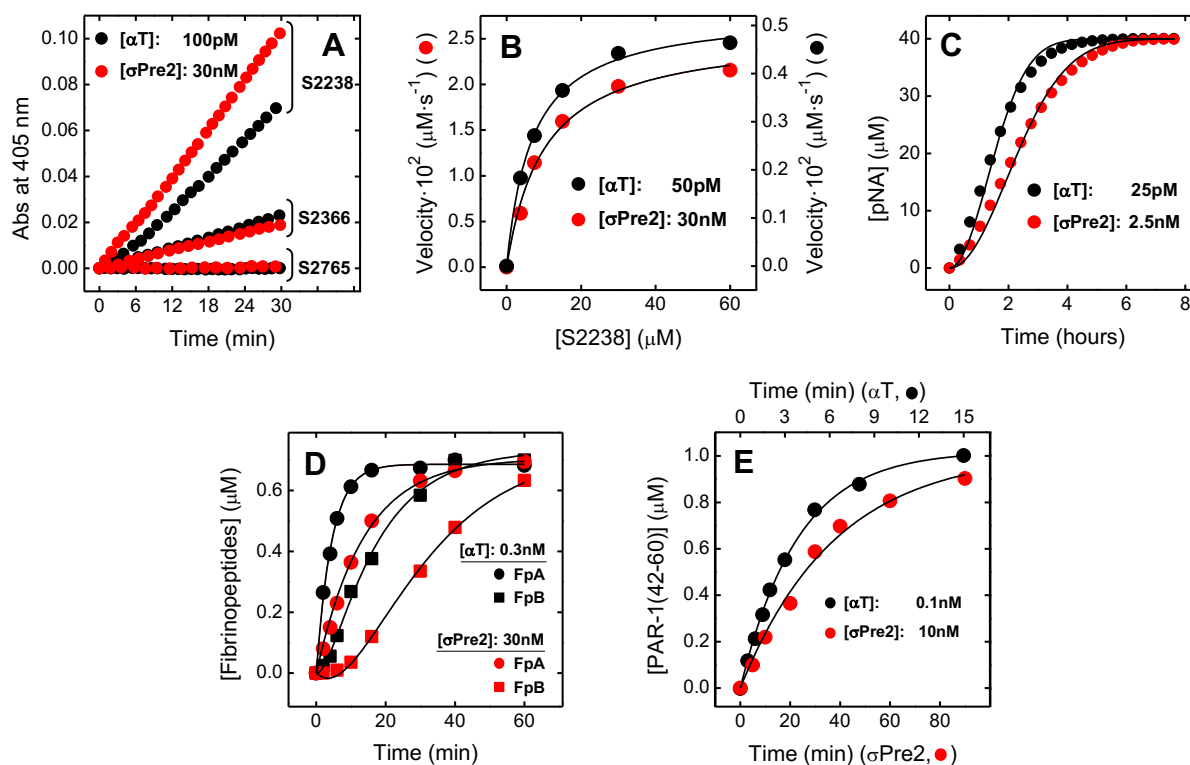 A
[αT]: 100pM
[σPre2]: 30nM
S2238
S2366
S2765
Abs at 405 nm
0.10
0.08
0.06
0.04
0.02
0.00
0 6 12 18 24 30
Time (min)
B
Velocity·10² (μM·s⁻¹) (●)
2.5
2.0
1.5
1.0
0.5
0.0
[αT]: 50pM
[σPre2]: 30nM
0.5
0.4
0.3
0.2
0.1
0.0
Velocity·10² (μM·s⁻¹) (●)
0 20 40 60
[S2238] (μM)
C
[pNA] (μM)
40
30
20
10
0
[αT]: 25pM
[σPre2]: 2.5nM
0 2 4 6 8
Time (hours)
D
[Fibrinopeptides] (μM)
0.6
0.4
0.2
0.0
[αT]: 0.3nM
FpA
FpB
[σPre2]: 30nM
FpA
FpB
0 20 40 60
Time (min)
Time (min) (αT, ●)
0 3 6 9 12 15
E
[PAR-1(42-60)] (μM)
1.0
0.8
0.6
0.4
0.2
0.0
[αT]: 0.1nM
[σPre2]: 10nM
0 20 40 60 80
Time (min) (σPre2, ●)